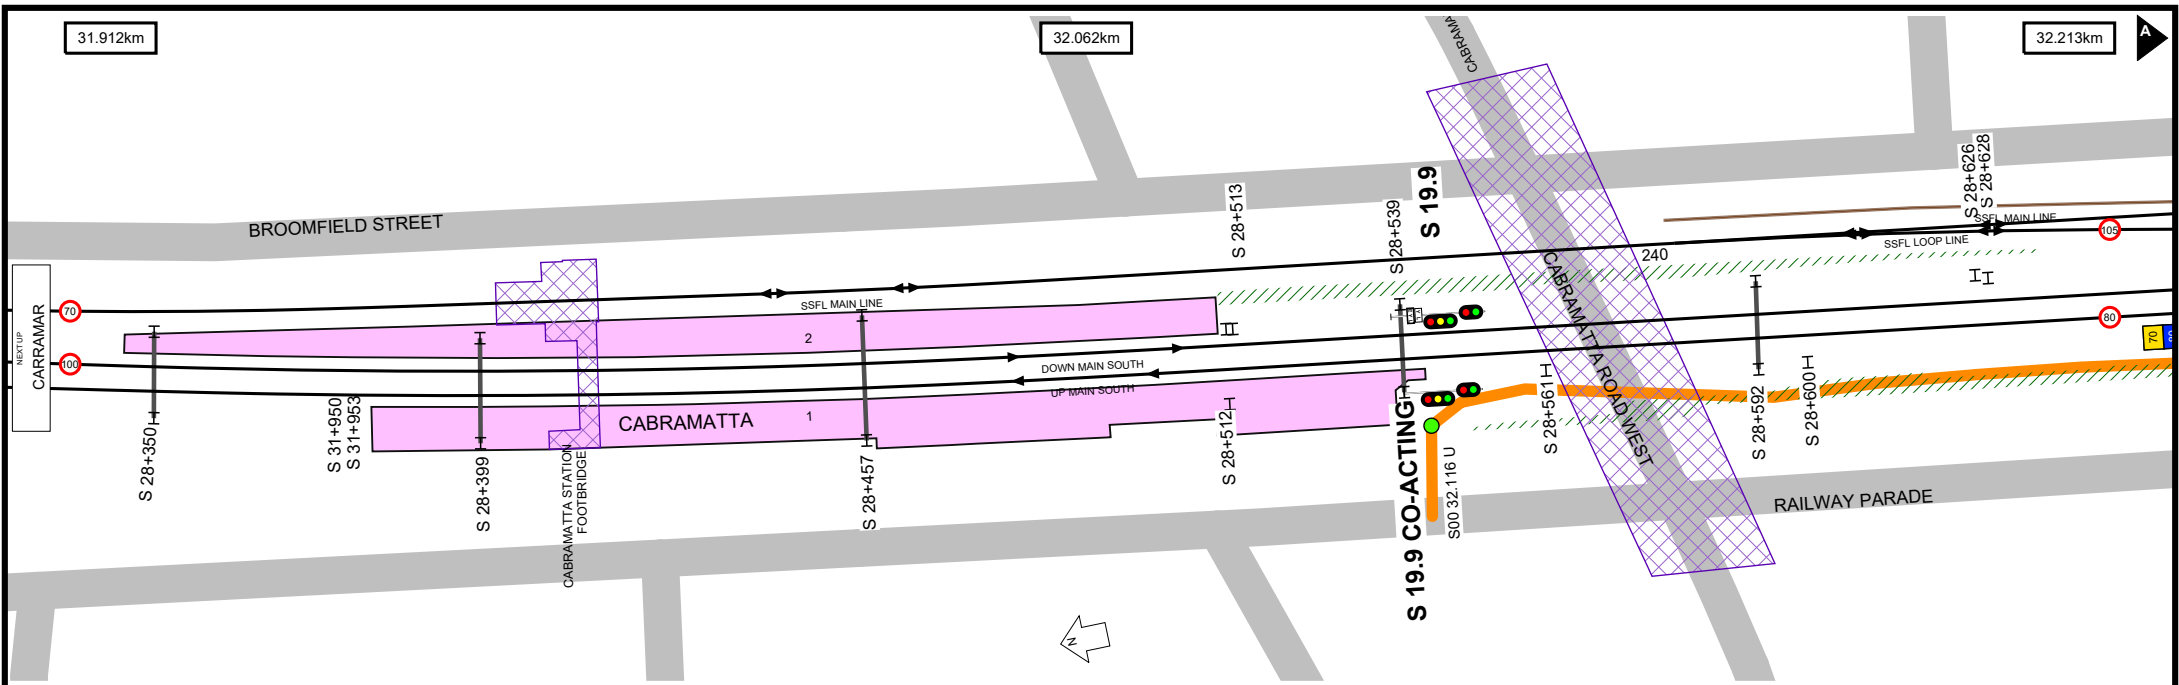 31.912km
32.062km
32.213km
A
CABRAMA
BROOMFIELD STREET
S 28+513
S 28+539
S 19.9
S 28+626
S 28+628
SSFL MAIN LINE
SSFL LOOP LINE
105
240
NEXT UP
CARRAMAR
70
SSFL MAIN LINE
2
100
DOWN MAIN SOUTH
UP MAIN SOUTH
80
70
CABRAMATTA
1
CABRAMATTA ROAD WEST
S 28+350
S 31+950
S 31+953
S 28+399
CABRAMATTA STATION
FOOTBRIDGE
S 28+457
S 28+512
S 19.9 CO-ACTING
S00 32.116 U
S 28+561
S 28+592
S 28+600
RAILWAY PARADE
N